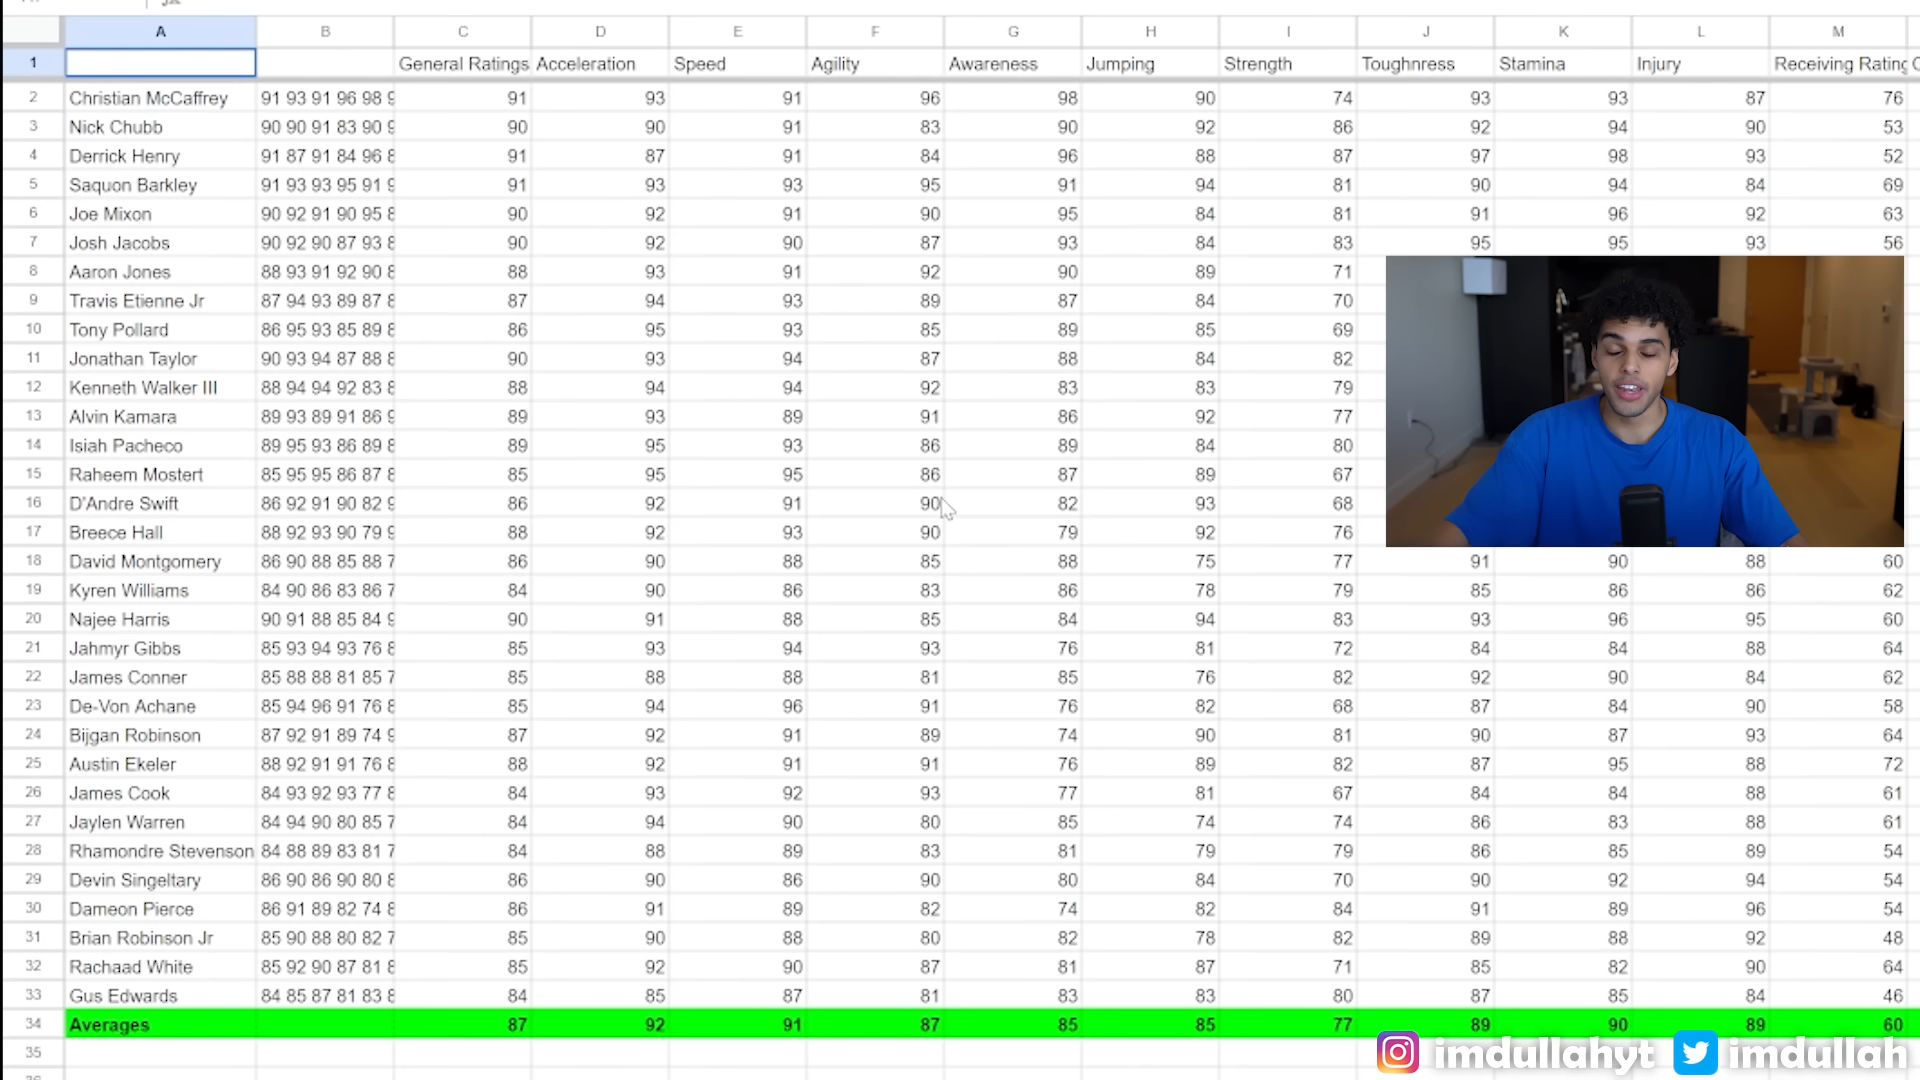 A B C D E F G H I J K L M
1 General Ratings Acceleration Speed Agility Awareness Jumping Strength Toughnress Stamina Injury Receiving Rating
2 Christian McCaffrey 91 93 91 96 98 91 93 91 96 98 90 74 93 93 87 76
3 Nick Chubb 90 90 91 83 90 90 90 91 83 90 92 86 92 94 90 53
4 Derrick Henry 91 87 91 84 96 91 87 91 84 96 88 87 97 98 93 52
5 Saquon Barkley 91 93 93 95 91 91 93 93 95 91 94 81 90 94 84 69
6 Joe Mixon 90 92 91 90 95 90 92 91 90 95 84 81 91 96 92 63
7 Josh Jacobs 90 92 90 87 93 90 92 90 87 93 84 83 95 95 93 56
8 Aaron Jones 88 93 91 92 90 88 93 91 92 90 89 71
9 Travis Etienne Jr 87 94 93 89 87 87 94 93 89 87 84 70
10 Tony Pollard 86 95 93 85 89 86 95 93 85 89 85 69
11 Jonathan Taylor 90 93 94 87 88 90 93 94 87 88 84 82
12 Kenneth Walker III 88 94 94 92 83 88 94 94 92 83 83 79
13 Alvin Kamara 89 93 89 91 86 89 93 89 91 86 92 77
14 Isiah Pacheco 89 95 93 86 89 89 95 93 86 89 84 80
15 Raheem Mostert 85 95 95 86 87 85 95 95 86 87 89 67
16 D'Andre Swift 86 92 91 90 82 86 92 91 90 82 93 68
17 Breece Hall 88 92 93 90 79 88 92 93 90 79 92 76
18 David Montgomery 86 90 88 85 88 86 90 88 85 88 75 77 91 90 88 60
19 Kyren Williams 84 90 86 83 86 84 90 86 83 86 78 79 85 86 86 62
20 Najee Harris 90 91 88 85 84 90 91 88 85 84 94 83 93 96 95 60
21 Jahmyr Gibbs 85 93 94 93 76 85 93 94 93 76 81 72 84 84 88 64
22 James Conner 85 88 88 81 85 85 88 88 81 85 76 82 92 90 84 62
23 De-Von Achane 85 94 96 91 76 85 94 96 91 76 82 68 87 84 90 58
24 Bijgan Robinson 87 92 91 89 74 87 92 91 89 74 90 81 90 87 93 64
25 Austin Ekeler 88 92 91 91 76 88 92 91 91 76 89 82 87 95 88 72
26 James Cook 84 93 92 93 77 84 93 92 93 77 81 67 84 84 88 61
27 Jaylen Warren 84 94 90 80 85 84 94 90 80 85 74 74 86 83 88 61
28 Rhamondre Stevenson 84 88 89 83 81 84 88 89 83 81 79 79 86 85 89 54
29 Devin Singeltary 86 90 86 90 80 86 90 86 90 80 84 70 90 92 94 54
30 Dameon Pierce 86 91 89 82 74 86 91 89 82 74 82 84 91 89 96 54
31 Brian Robinson Jr 85 90 88 80 82 85 90 88 80 82 78 82 89 88 92 48
32 Rachaad White 85 92 90 87 81 85 92 90 87 81 87 71 85 82 90 64
33 Gus Edwards 84 85 87 81 83 84 85 87 81 83 83 80 87 85 84 46
34 Averages 87 92 91 87 85 85 77 89 90 89 60
35
imdullahyt imdullah